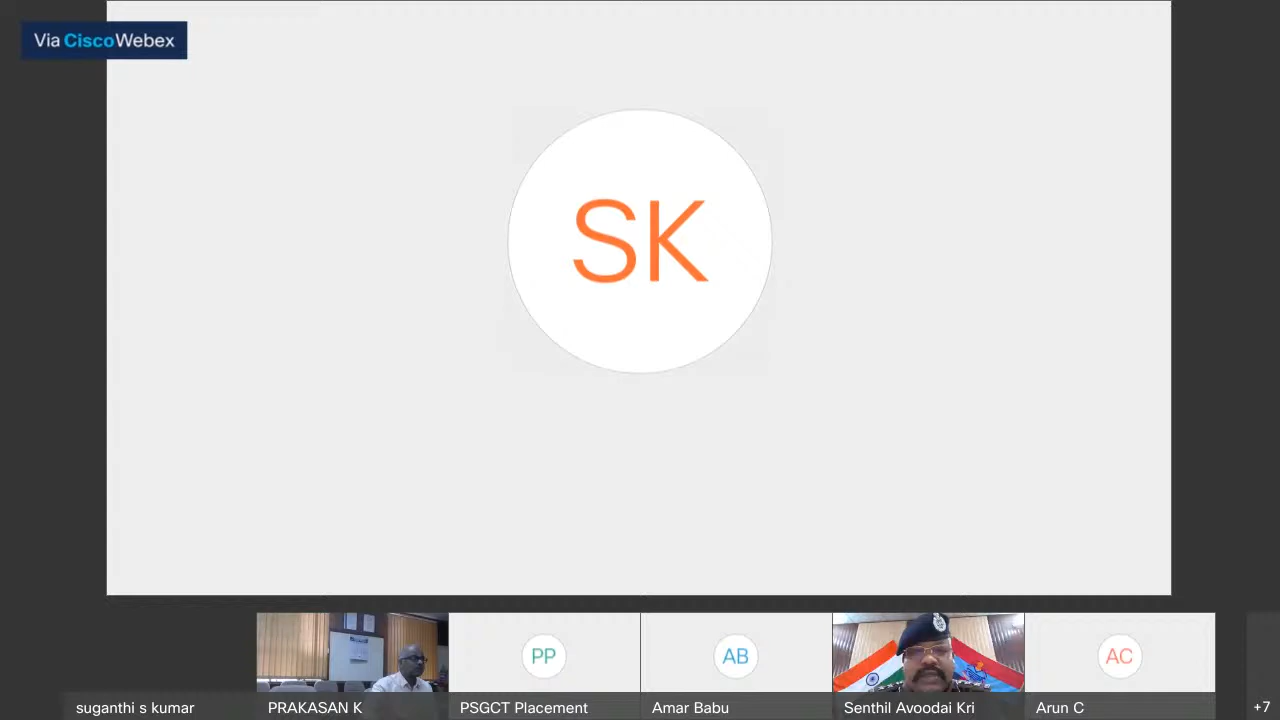 Via CiscoWebex
SK
PP
AB
AC
suganthi s kumar
PRAKASAN K
PSGCT Placement
Amar Babu
Senthil Avoodai Kri
Arun C
+7